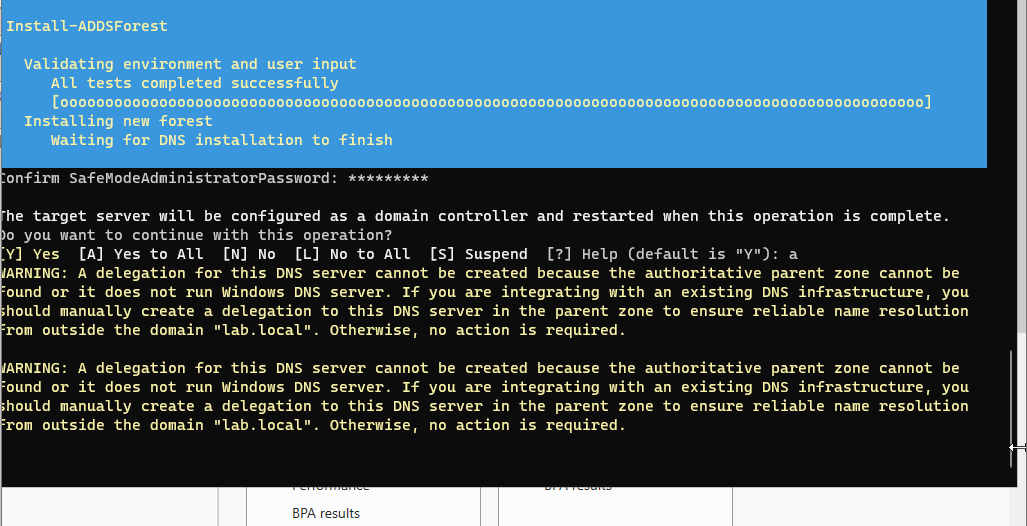 Install-ADDSForest
Validating environment and user input
All tests completed successfully
[oooooooooooooooooooooooooooooooooooooooooooooooooooooooooooooooooooooooooooooooooooooooooooooooo]
Installing new forest
Waiting for DNS installation to finish
Confirm SafeModeAdministratorPassword: *********
The target server will be configured as a domain controller and restarted when this operation is complete.
Do you want to continue with this operation?
[Y] Yes  [A] Yes to All  [N] No  [L] No to All  [S] Suspend  [?] Help (default is "Y"): a
WARNING: A delegation for this DNS server cannot be created because the authoritative parent zone cannot be
found or it does not run Windows DNS server. If you are integrating with an existing DNS infrastructure, you
should manually create a delegation to this DNS server in the parent zone to ensure reliable name resolution
from outside the domain "lab.local". Otherwise, no action is required.
WARNING: A delegation for this DNS server cannot be created because the authoritative parent zone cannot be
found or it does not run Windows DNS server. If you are integrating with an existing DNS infrastructure, you
should manually create a delegation to this DNS server in the parent zone to ensure reliable name resolution
from outside the domain "lab.local". Otherwise, no action is required.
Performance
BPA results
BPA results